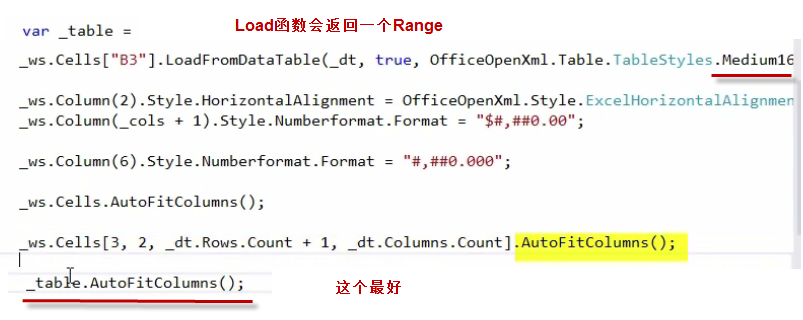 Load函数会返回一个Range
var _table =
_ws.Cells["B3"].LoadFromDataTable(_dt, true, OfficeOpenXml.Table.TableStyles.Medium16
_ws.Column(2).Style.HorizontalAlignment = OfficeOpenXml.Style.ExcelHorizontalAlignmen
_ws.Column(_cols + 1).Style.Numberformat.Format = "$#,##0.00";
_ws.Column(6).Style.Numberformat.Format = "#,##0.000";
_ws.Cells.AutoFitColumns();
_ws.Cells[3, 2, _dt.Rows.Count + 1, _dt.Columns.Count].AutoFitColumns();
_table.AutoFitColumns();
这个最好